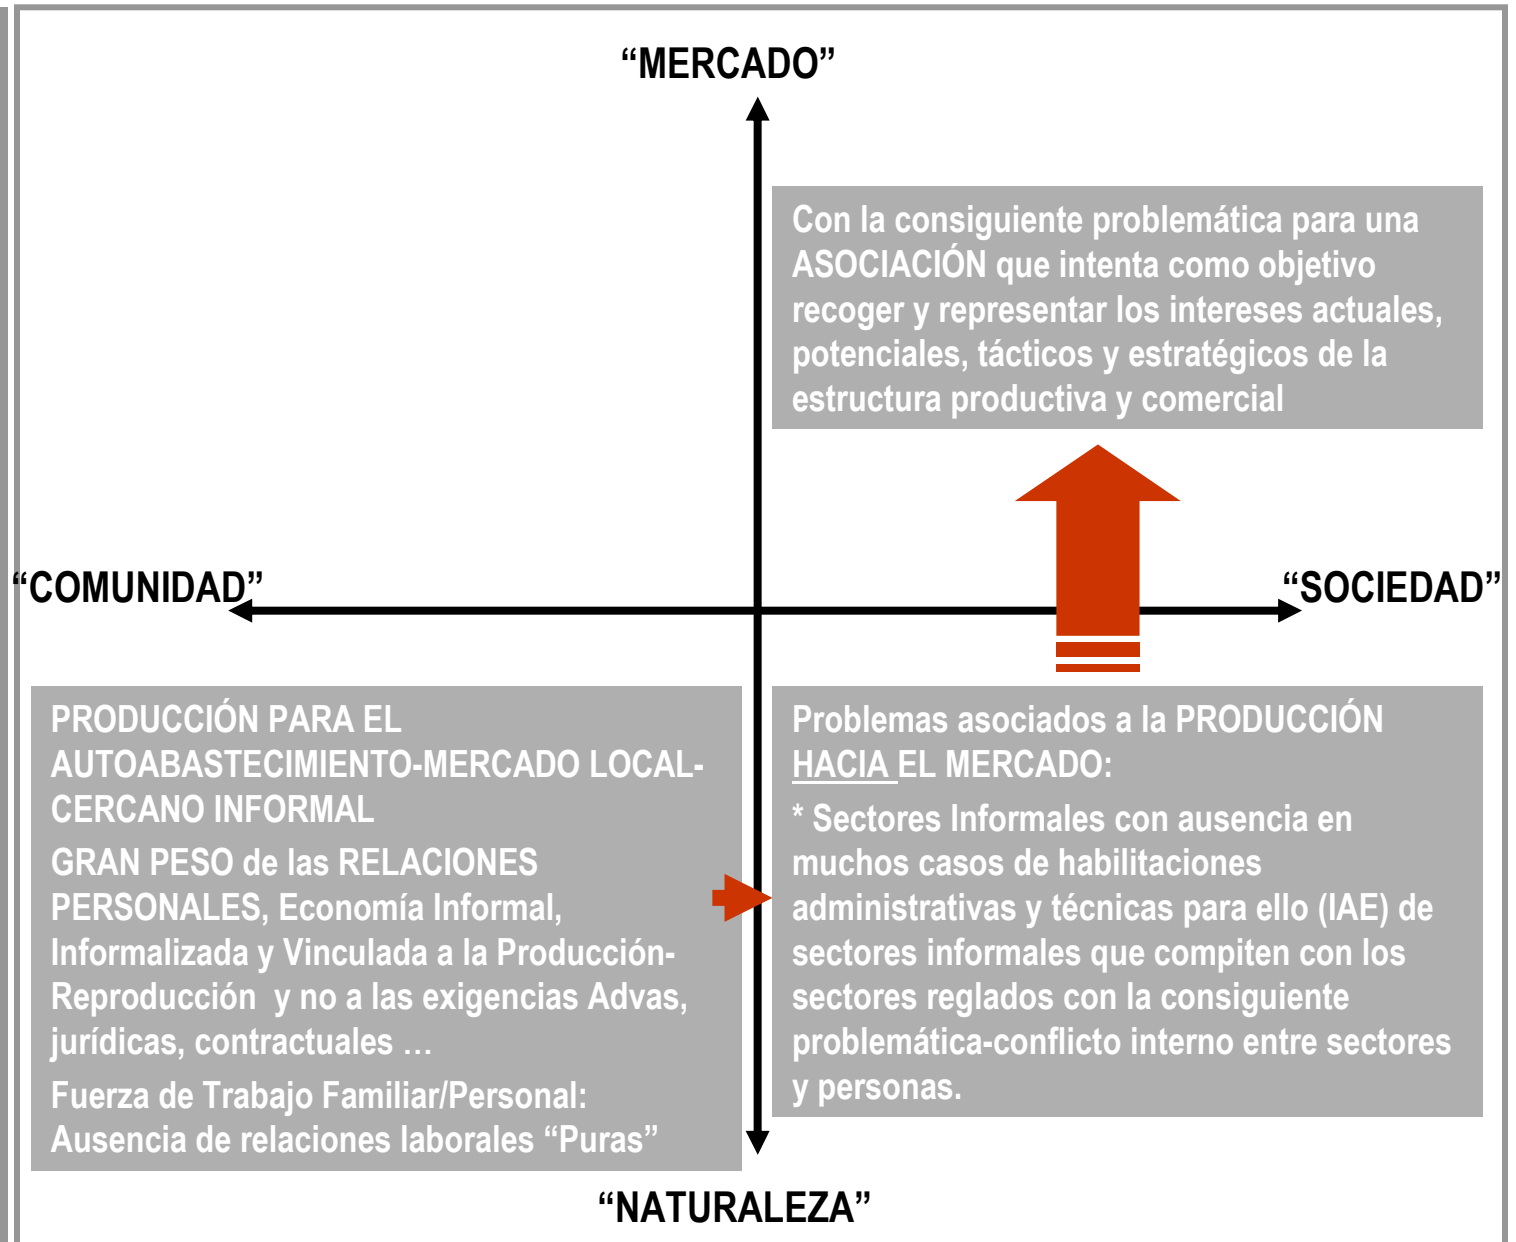 “MERCADO”
Con la consiguiente problemática para una
ASOCIACIÓN que intenta como objetivo
recoger y representar los intereses actuales,
potenciales, tácticos y estratégicos de la
estructura productiva y comercial
“COMUNIDAD”
“SOCIEDAD”
PRODUCCIÓN PARA EL
AUTOABASTECIMIENTO-MERCADO LOCAL-
CERCANO INFORMAL
GRAN PESO de las RELACIONES
PERSONALES, Economía Informal,
Informalizada y Vinculada a la Producción-
Reproducción y no a las exigencias Advas,
jurídicas, contractuales …
Fuerza de Trabajo Familiar/Personal:
Ausencia de relaciones laborales “Puras”
Problemas asociados a la PRODUCCIÓN
HACIA EL MERCADO:
* Sectores Informales con ausencia en
muchos casos de habilitaciones
administrativas y técnicas para ello (IAE) de
sectores informales que compiten con los
sectores reglados con la consiguiente
problemática-conflicto interno entre sectores
y personas.
“NATURALEZA”